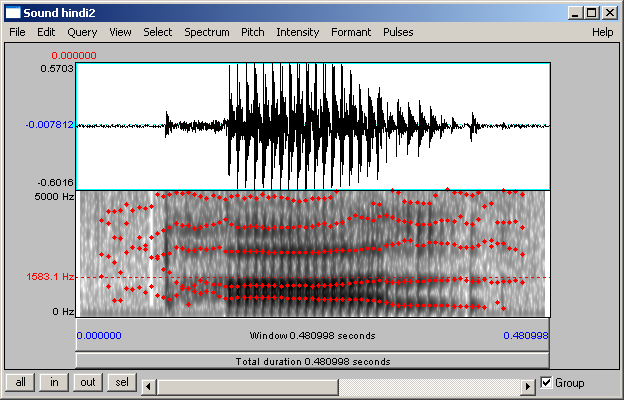 Sound hindi2
File Edit Query View Select Spectrum Pitch Intensity Formant Pulses Help
0.000000
0.5703
-0.007812
-0.6016
5000 Hz
1583.1 Hz
0 Hz
0.000000 Window 0.480998 seconds 0.480998
Total duration 0.480998 seconds
all in out sel Group